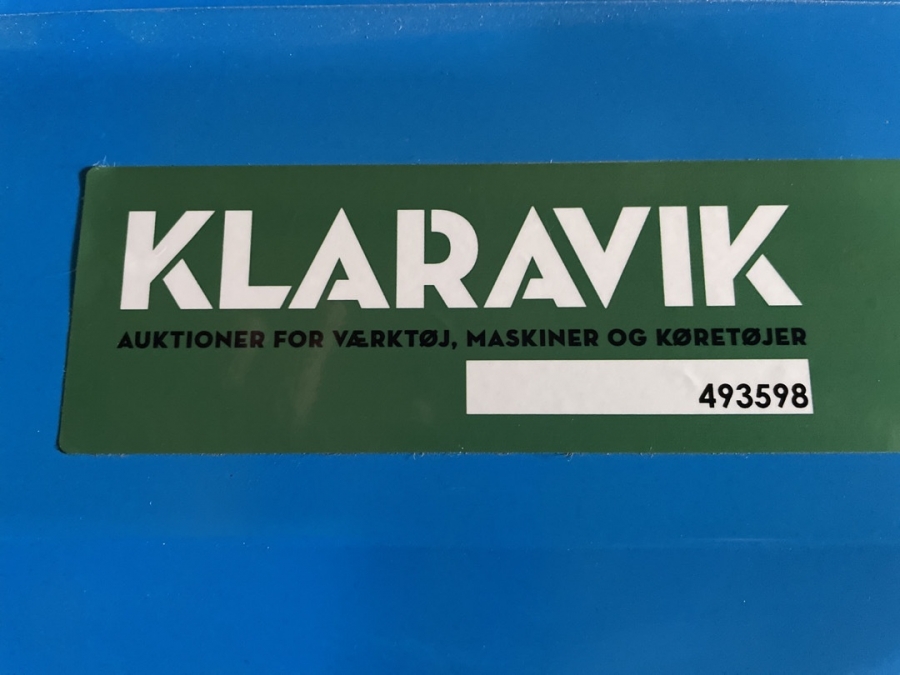 KLARAVIK
AUKTIONER FOR VÆRKTØJ, MASKINER OG KØRETØJER
493598